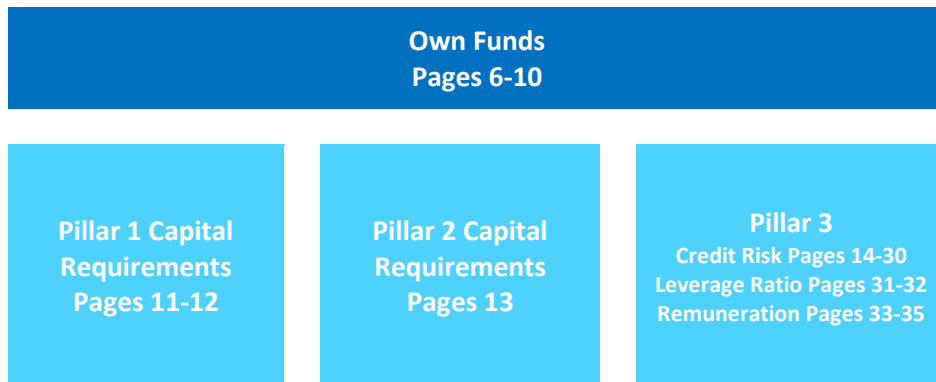 Own Funds
Pages 6-10
Pillar 1 Capital
Requirements
Pages 11-12
Pillar 2 Capital
Requirements
Pages 13
Pillar 3
Credit Risk Pages 14-30
Leverage Ratio Pages 31-32
Remuneration Pages 33-35